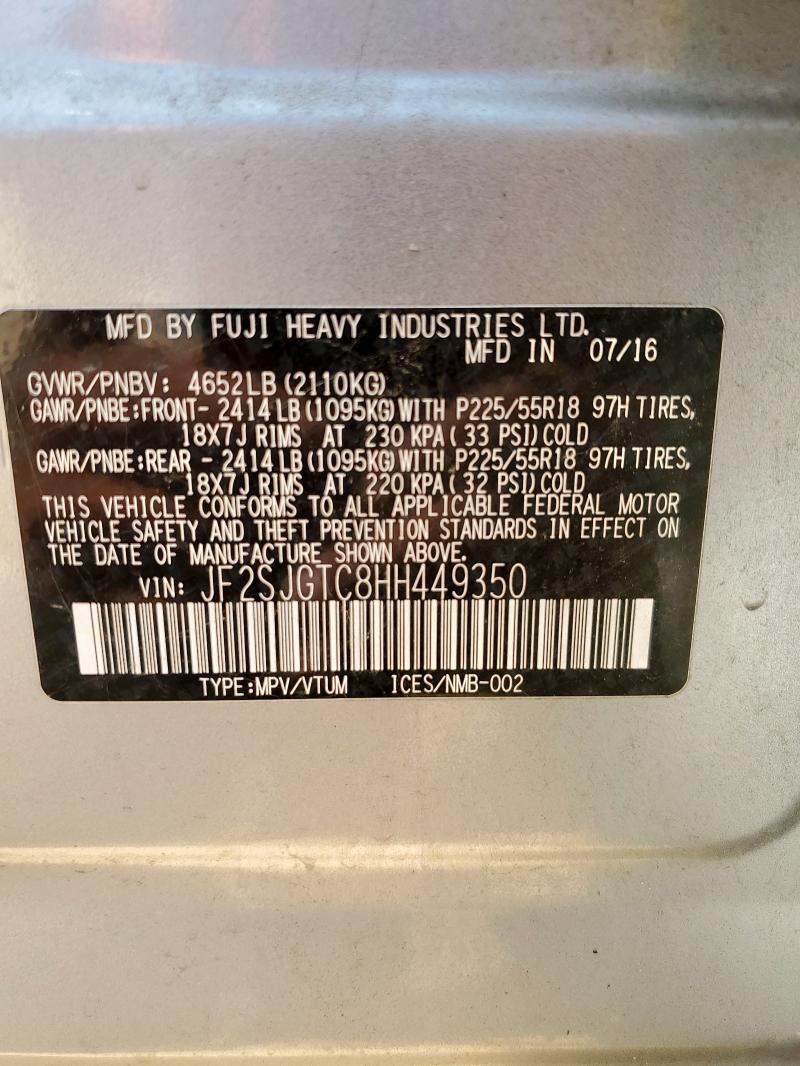 MFD BY FUJI HEAVY INDUSTRIES LTD.
MFD IN 07/16
GVWR/PNBV: 4652LB (2110KG)
GAWR/PNBE:FRONT- 2414 LB (1095KG) WITH P225/55R18 97H TIRES,
18X7J RIMS AT 230 KPA ( 33 PSI) COLD
GAWR/PNBE:REAR - 2414 LB (1095KG) WITH P225/55R18 97H TIRES,
18X7J RIMS AT 220 KPA ( 32 PSI) COLD
THIS VEHICLE CONFORMS TO ALL APPLICABLE FEDERAL MOTOR
VEHICLE SAFETY AND THEFT PREVENTION STANDARDS IN EFFECT ON
THE DATE OF MANUFACTURE SHOWN ABOVE.
VIN: JF2SJGTC8HH449350
TYPE:MPV/VTUM ICES/NMB-002